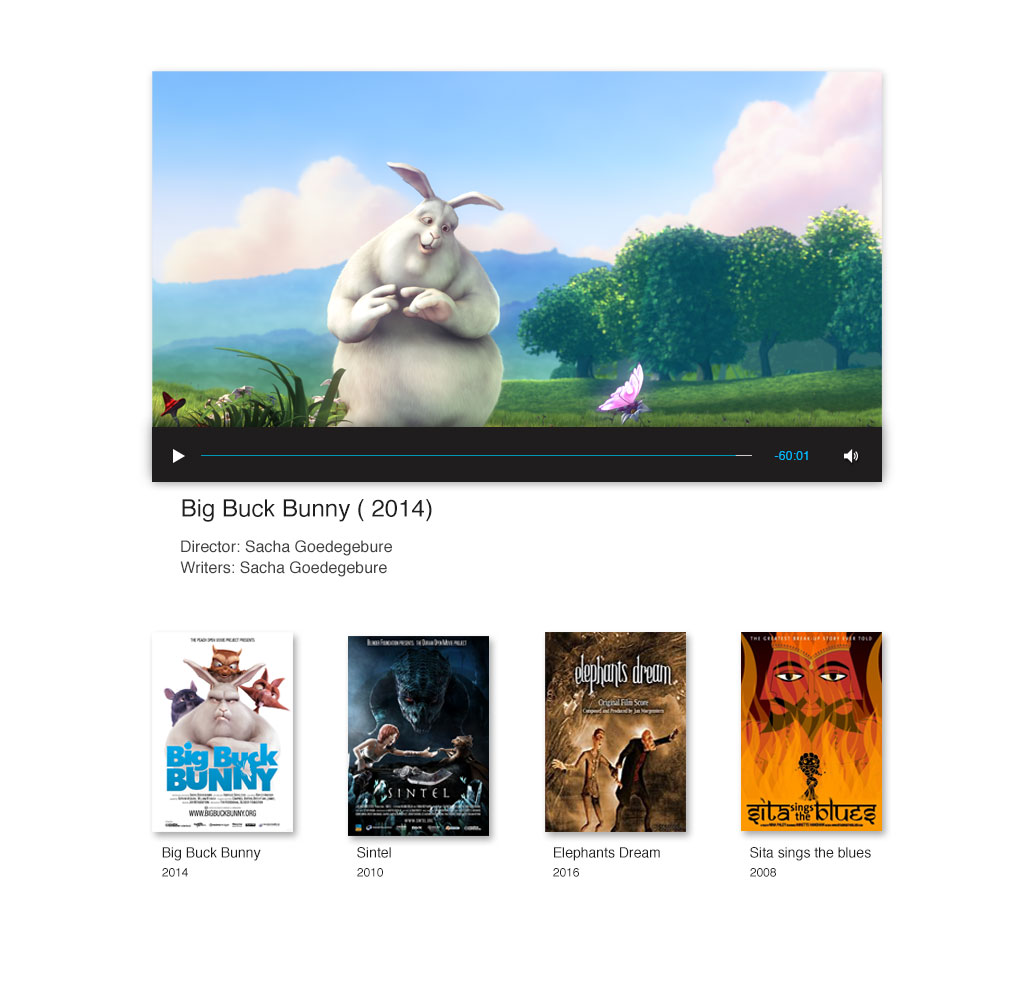 -60:01
Big Buck Bunny ( 2014)
Director: Sacha Goedegebure
Writers: Sacha Goedegebure
THE PEACH OPEN MOVIE PROJECT PRESENTS
Big Buck
BUNNY
WWW.BIGBUCKBUNNY.ORG
BLENDER FOUNDATION PRESENTS THE DURIAN OPEN MOVIE PROJECT
SINTEL
WWW.SINTEL.ORG
elephants dream
Original Film Score
Composed and Produced by Jan Morgenstern
THE GREATEST BREAK-UP STORY EVER TOLD
sita sings the blues
Big Buck Bunny
2014
Sintel
2010
Elephants Dream
2016
Sita sings the blues
2008